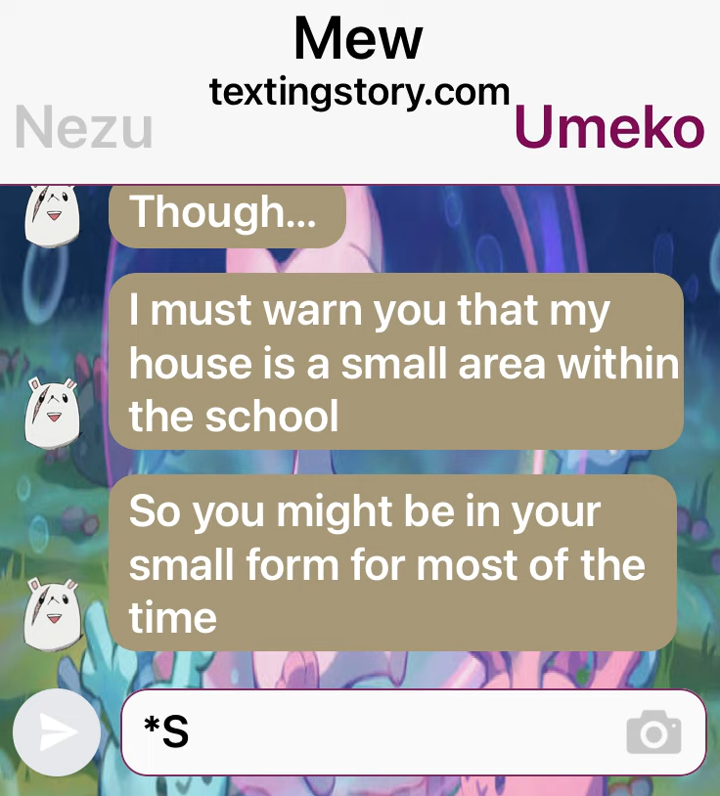 Mew
textingstory.com
Nezu
Umeko
Though...
I must warn you that my
house is a small area within
the school
So you might be in your
small form for most of the
time
*S